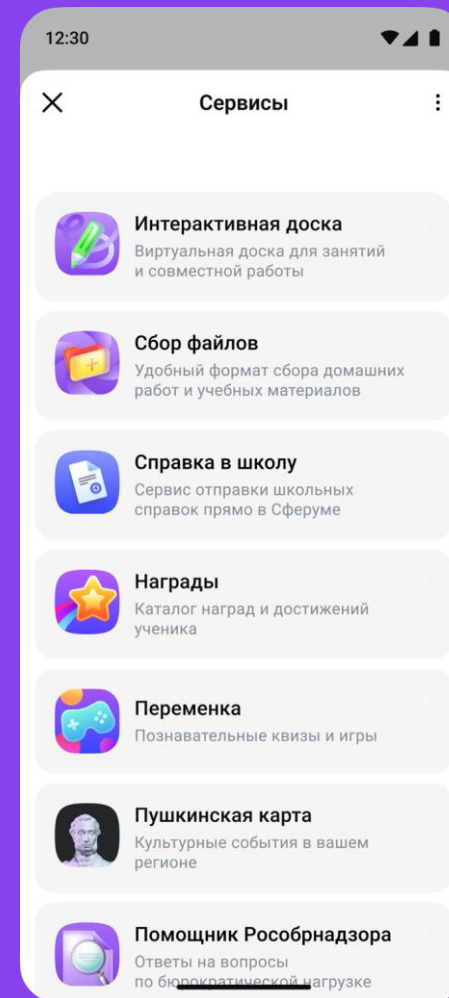 12:30
Сервисы
Интерактивная доска
Виртуальная доска для занятий
и совместной работы
Сбор файлов
Удобный формат сбора домашних
работ и учебных материалов
Справка в школу
Сервис отправки школьных
справок прямо в Сферуме
Награды
Каталог наград и достижений
ученика
Переменка
Познавательные квизы и игры
Пушкинская карта
Культурные события в вашем
регионе
Помощник Рособрнадзора
Ответы на вопросы
по бюрократической нагрузке